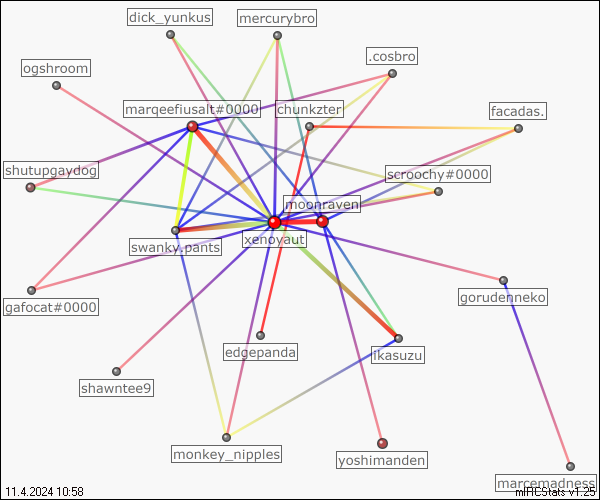 dick_yunkus
mercurybro
.cosbro
ogshroom
marqeefiusalt#0000
chunkzter
facadas.
shutupgaydog
scroochy#0000
moonraven
swanky.pants
xenoyaut
gafocat#0000
gorudenneko
edgepanda
ikasuzu
shawntee9
monkey_nipples
yoshimanden
marcemadness
11.4.2024 10:58
mIRCStats v1.25